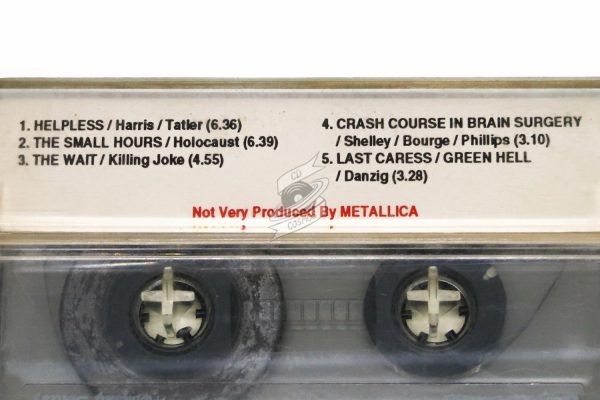 1. HELPLESS / Harris / Tatler (6.36)
2. THE SMALL HOURS / Holocaust (6.39)
3. THE WAIT / Killing Joke (4.55)
4. CRASH COURSE IN BRAIN SURGERY
/ Shelley / Bourge / Phillips (3.10)
5. LAST CARESS / GREEN HELL
/ Danzig (3.28)
Not Very Produced By METALLICA
CD
COSMOS